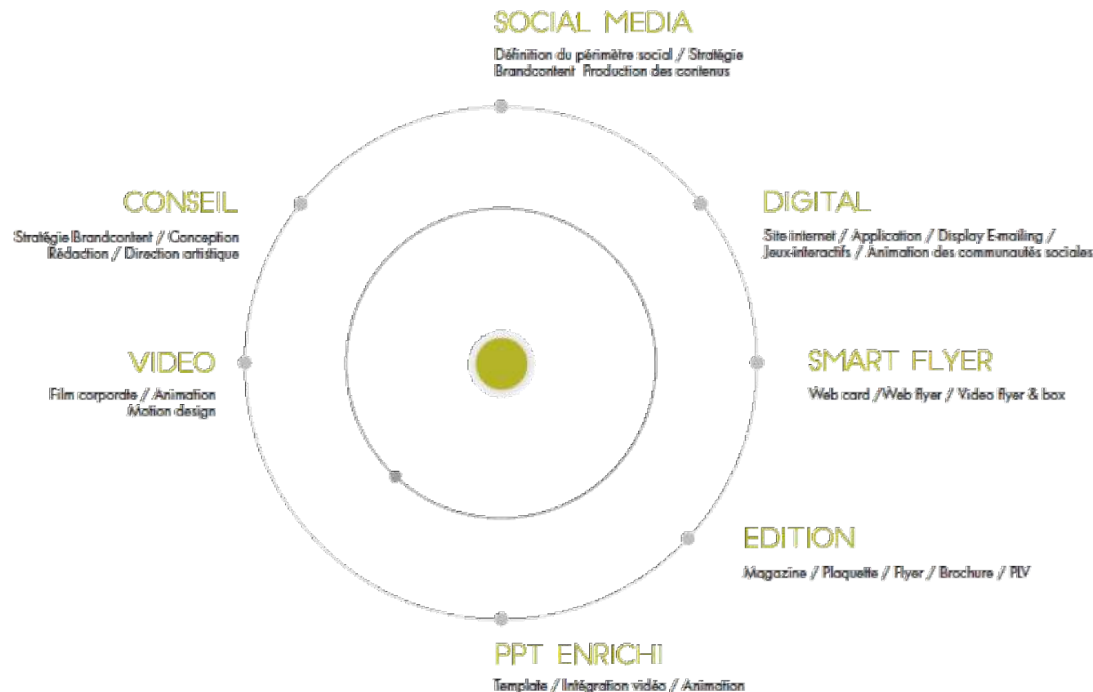 SOCIAL MEDIA
Définition du périmètre social / Stratégie
Brandcontent Production des contenus
CONSEIL
Stratégie Brandcontent / Conception
Rédaction / Direction artistique
DIGITAL
Site internet / Application / Display E-mailing /
Jeux-interactifs / Animation des communautés sociales
VIDEO
Film corporate / Animation
Motion design
SMART FLYER
Web card /Web flyer / Video flyer & box
EDITION
Magazine / Plaquette / Flyer / Brochure / PLV
PPT ENRICHI
Template / Intégration vidéo / Animation